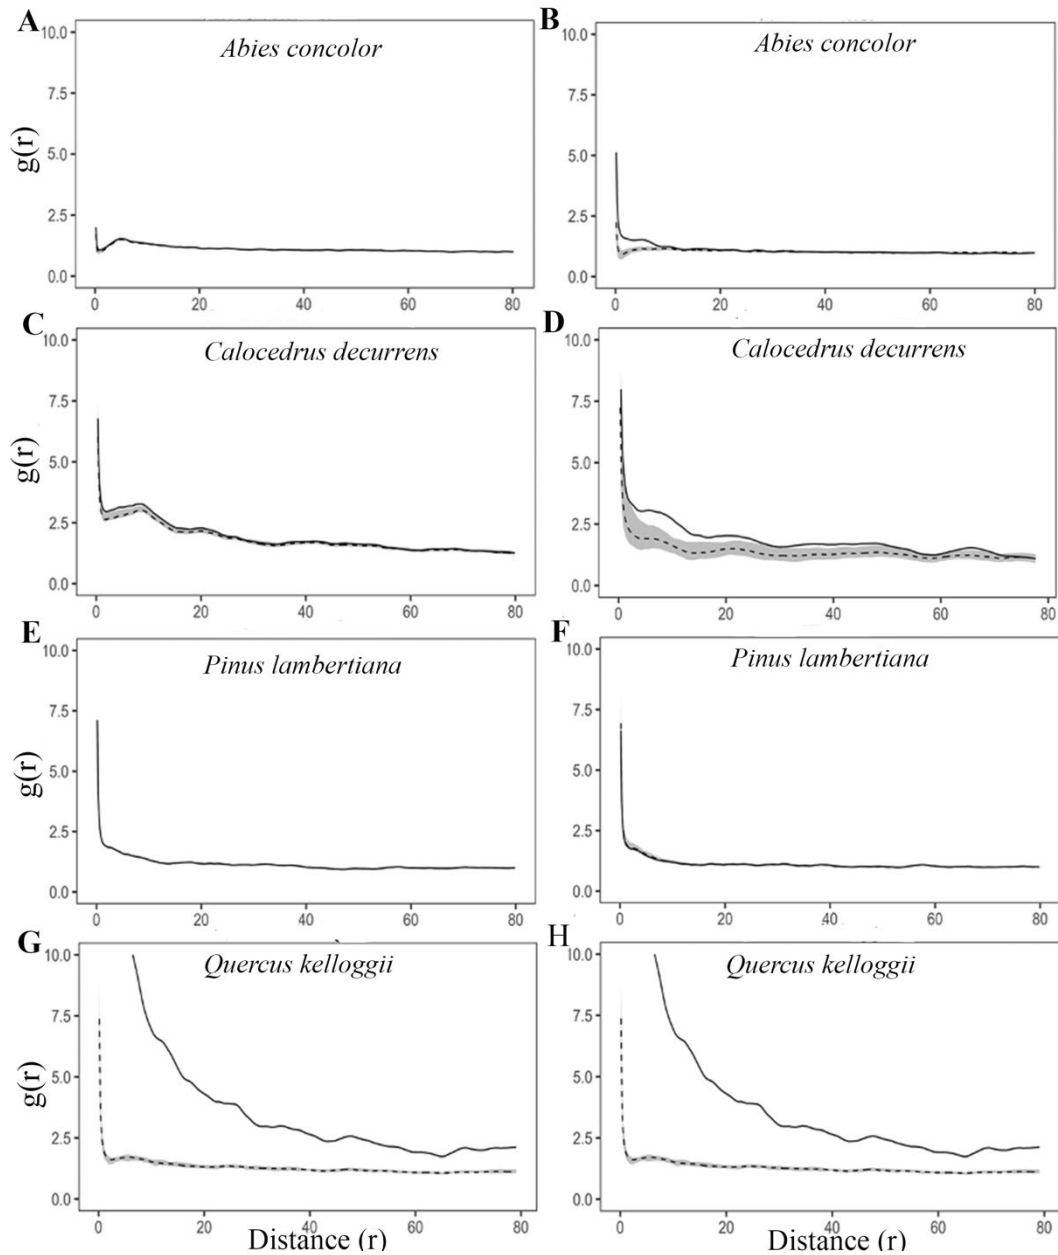 A B
Abies concolor Abies concolor
10.0 10.0
7.5 7.5
g(r) 5.0 5.0
2.5 2.5
0.0 0.0
0 20 40 60 80 0 20 40 60 80
C D
Calocedrus decurrens Calocedrus decurrens
10.0 10.0
7.5 7.5
g(r) 5.0 5.0
2.5 2.5
0.0 0.0
0 20 40 60 80 0 20 40 60 80
E F
Pinus lambertiana Pinus lambertiana
10.0 10.0
7.5 7.5
g(r) 5.0 5.0
2.5 2.5
0.0 0.0
0 20 40 60 80 0 20 40 60 80
G H
Quercus kelloggii Quercus kelloggii
10.0 10.0
7.5 7.5
g(r) 5.0 5.0
2.5 2.5
0.0 0.0
0 20 40 60 80 0 20 40 60 80
Distance (r) Distance (r)